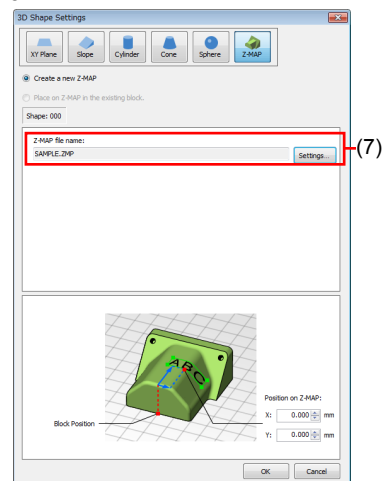 3D Shape Settings
XY Plane Slope Cylinder Cone Sphere Z-MAP
Create a new Z-MAP
Place on Z-MAP in the existing block.
Shape: 000
Z-MAP file name:
SAMPLE.ZMP Settings... (7)
ABC
Position on Z-MAP:
X: 0.000 mm
Block Position
Y: 0.000 mm
OK Cancel